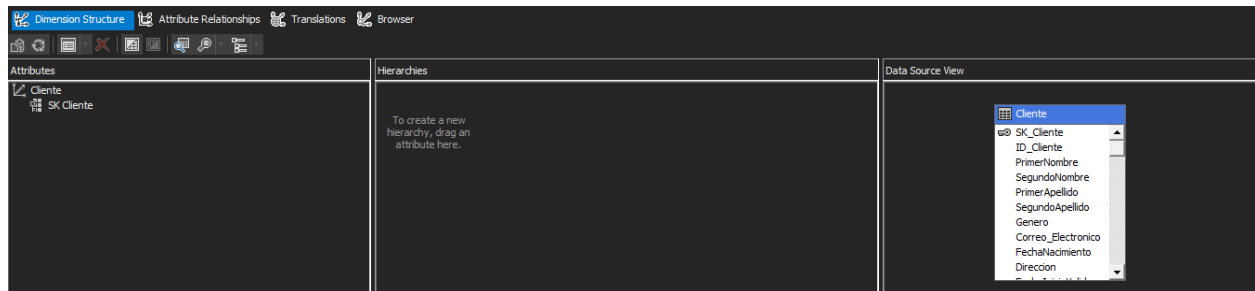 Dimension Structure Attribute Relationships Translations Browser
Attributes Hierarchies Data Source View
Cliente
SK Cliente
To create a new
hierarchy, drag an
attribute here.
Cliente
SK_Cliente
ID_Cliente
PrimerNombre
SegundoNombre
PrimerApellido
SegundoApellido
Genero
Correo_Electronico
FechaNacimiento
Direccion